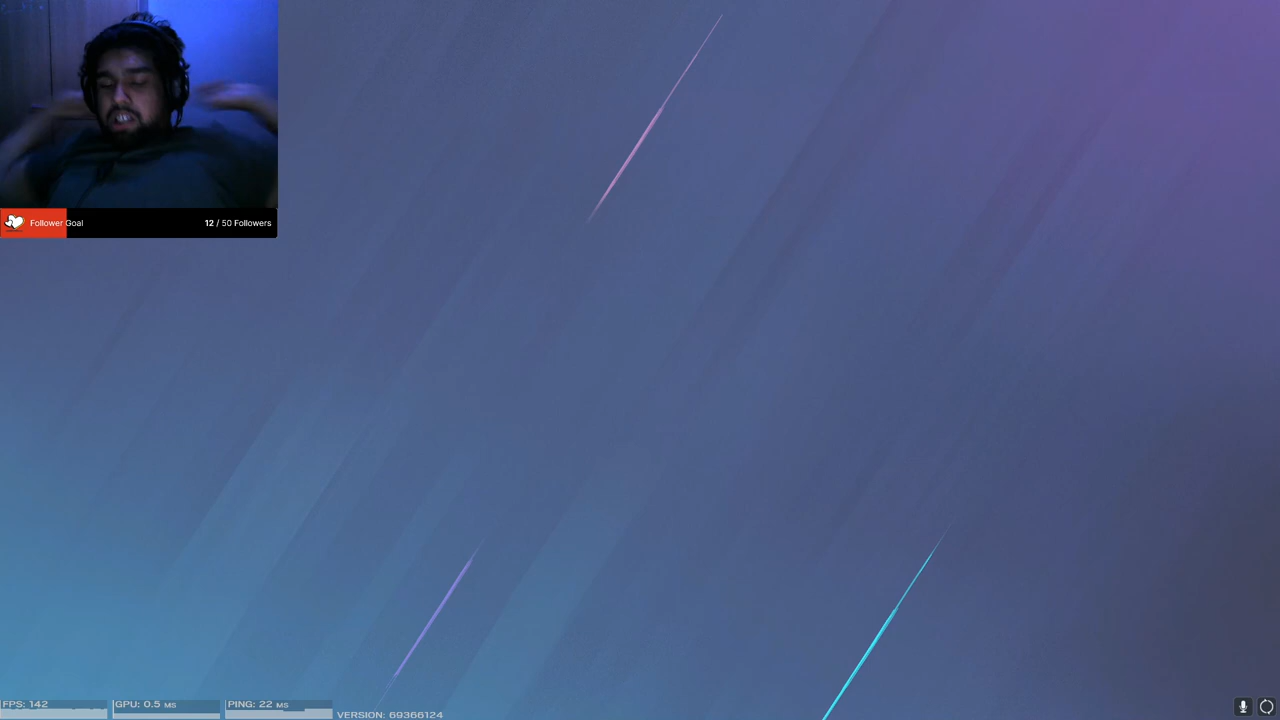 Follower Goal
12 / 50 Followers
FPS: 142
GPU: 0.5 MS
PING: 22 MS
VERSION: 69366124